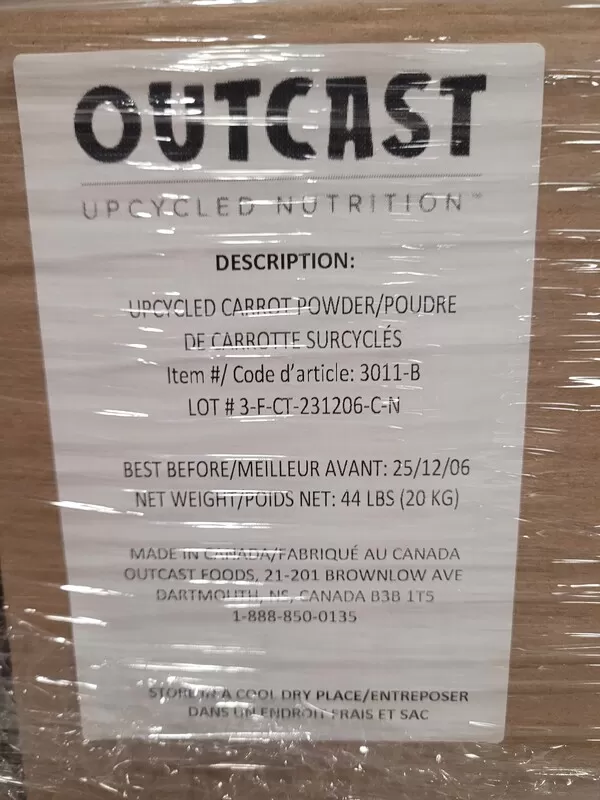 OUTCAST
UPCYCLED NUTRITION™
DESCRIPTION:
UPCYCLED CARROT POWDER/POUDRE
DE CARROTTE SURCYCLÉS
Item #/ Code d'article: 3011-B
LOT # 3-F-CT-231206-C-N
BEST BEFORE/MEILLEUR AVANT: 25/12/06
NET WEIGHT/POIDS NET: 44 LBS (20 KG)
MADE IN CANADA/FABRIQUÉ AU CANADA
OUTCAST FOODS, 21-201 BROWNLOW AVE
DARTMOUTH, NS, CANADA B3B 1T5
1-888-850-0135
STORE IN A COOL DRY PLACE/ENTREPOSER
DANS UN ENDROIT FRAIS ET SAC